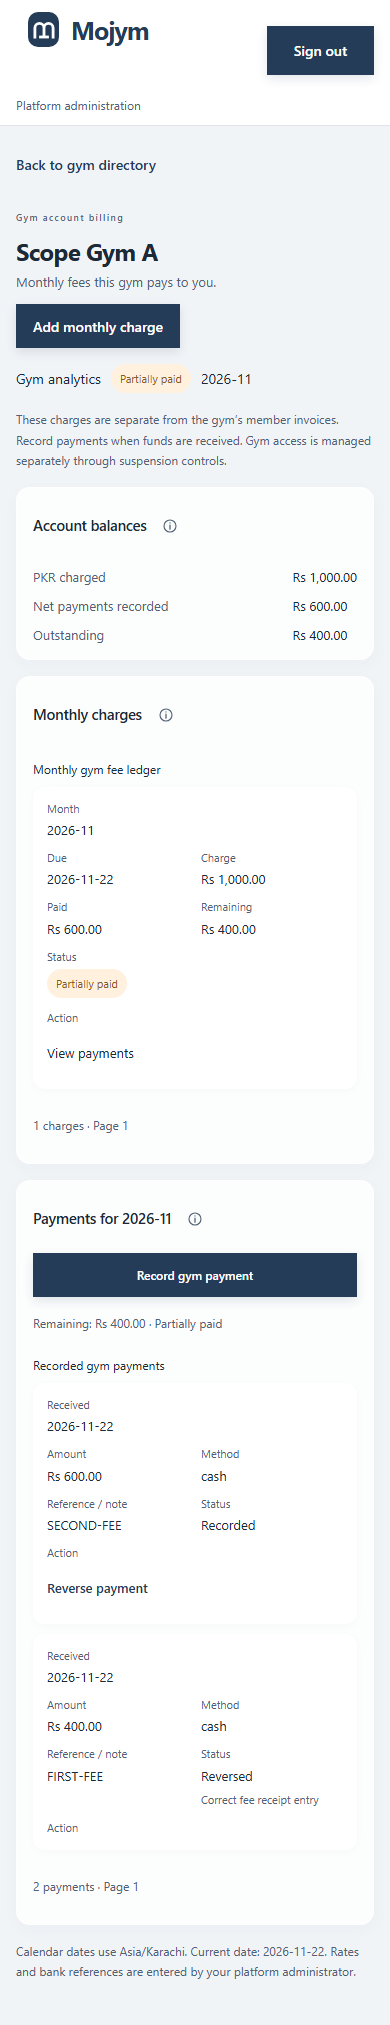 Mojym
Sign out
Platform administration
Back to gym directory
Gym account billing
Scope Gym A
Monthly fees this gym pays to you.
Add monthly charge
Gym analytics Partially paid 2026-11
These charges are separate from the gym's member invoices.
Record payments when funds are received. Gym access is managed
separately through suspension controls.
Account balances
PKR charged Rs 1,000.00
Net payments recorded Rs 600.00
Outstanding Rs 400.00
Monthly charges
Monthly gym fee ledger
Month
2026-11
Due Charge
2026-11-22 Rs 1,000.00
Paid Remaining
Rs 600.00 Rs 400.00
Status
Partially paid
Action
View payments
1 charges · Page 1
Payments for 2026-11
Record gym payment
Remaining: Rs 400.00 · Partially paid
Recorded gym payments
Received
2026-11-22
Amount Method
Rs 600.00 cash
Reference / note Status
SECOND-FEE Recorded
Action
Reverse payment
Received
2026-11-22
Amount Method
Rs 400.00 cash
Reference / note Status
FIRST-FEE Reversed
Correct fee receipt entry
Action
2 payments · Page 1
Calendar dates use Asia/Karachi. Current date: 2026-11-22. Rates
and bank references are entered by your platform administrator.